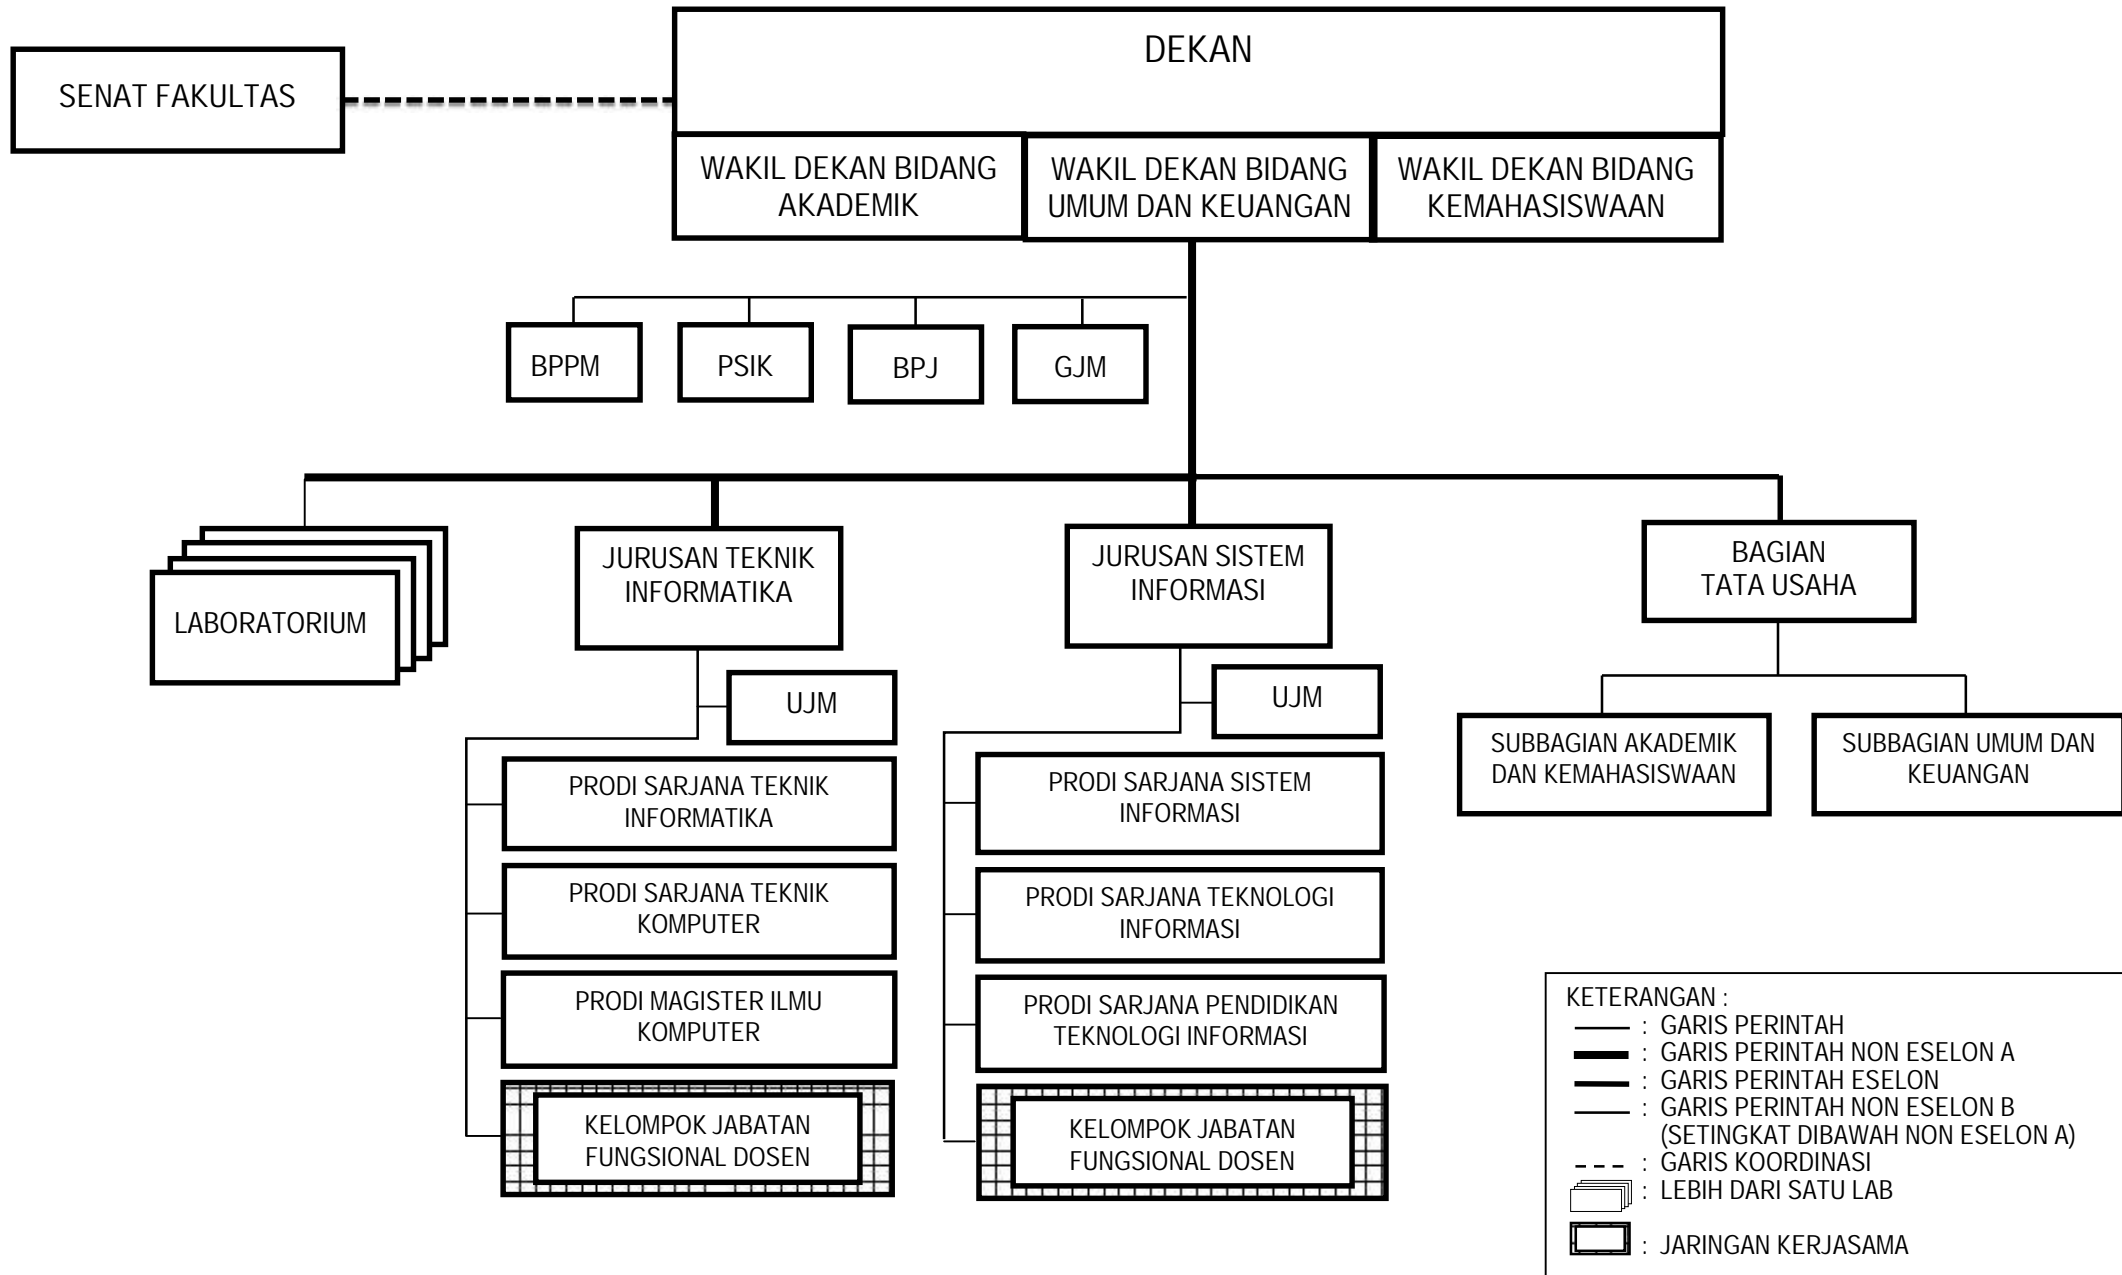 DEKAN
SENAT FAKULTAS
WAKIL DEKAN BIDANG
AKADEMIK
WAKIL DEKAN BIDANG
UMUM DAN KEUANGAN
WAKIL DEKAN BIDANG
KEMAHASISWAAN
BPPM
PSIK
BPJ
GJM
LABORATORIUM
JURUSAN TEKNIK
INFORMATIKA
JURUSAN SISTEM
INFORMASI
BAGIAN
TATA USAHA
UJM
UJM
SUBBAGIAN AKADEMIK
DAN KEMAHASISWAAN
SUBBAGIAN UMUM DAN
KEUANGAN
PRODI SARJANA TEKNIK
INFORMATIKA
PRODI SARJANA TEKNIK
KOMPUTER
PRODI MAGISTER ILMU
KOMPUTER
KELOMPOK JABATAN
FUNGSIONAL DOSEN
PRODI SARJANA SISTEM
INFORMASI
PRODI SARJANA TEKNOLOGI
INFORMASI
PRODI SARJANA PENDIDIKAN
TEKNOLOGI INFORMASI
KELOMPOK JABATAN
FUNGSIONAL DOSEN
KETERANGAN :
: GARIS PERINTAH
: GARIS PERINTAH NON ESELON A
: GARIS PERINTAH ESELON
: GARIS PERINTAH NON ESELON B
(SETINGKAT DIBAWAH NON ESELON A)
: GARIS KOORDINASI
: LEBIH DARI SATU LAB
: JARINGAN KERJASAMA